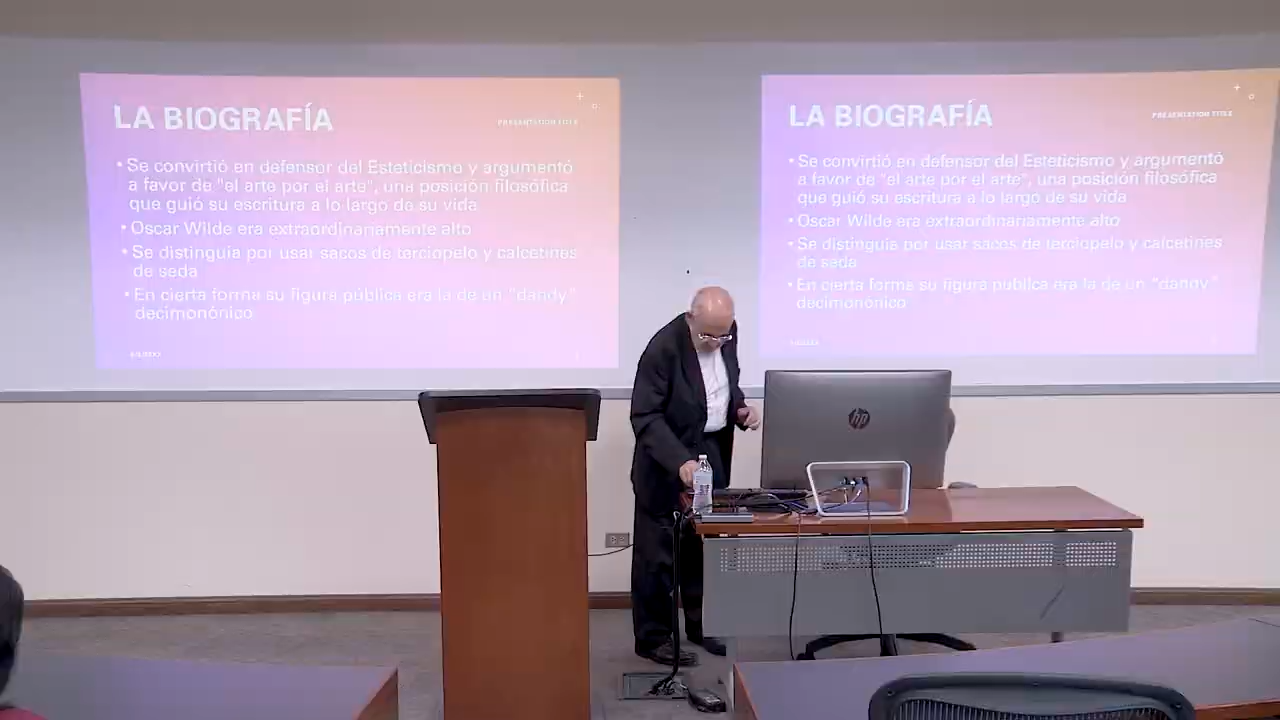 LA BIOGRAFÍA
PRESENTATION TITLE
• Se convirtió en defensor del Esteticismo y argumentó
a favor de "el arte por el arte", una posición filosófica
que guió su escritura a lo largo de su vida
• Oscar Wilde era extraordinariamente alto
• Se distinguía por usar sacos de terciopelo y calcetines
de seda
• En cierta forma su figura pública era la de un "dandy"
decimonónico
LA BIOGRAFÍA
PRESENTATION TITLE
• Se convirtió en defensor del Esteticismo y argumentó
a favor de "el arte por el arte", una posición filosófica
que guió su escritura a lo largo de su vida
• Oscar Wilde era extraordinariamente alto
• Se distinguía por usar sacos de terciopelo y calcetines
de seda
• En cierta forma su figura pública era la de un "dandy"
decimonónico
hp